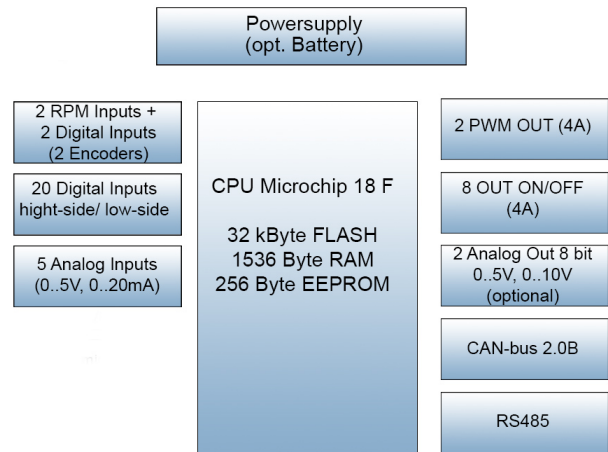 Powersupply
(opt. Battery)
2 RPM Inputs +
2 Digital Inputs
(2 Encoders)
20 Digital Inputs
hight-side/ low-side
5 Analog Inputs
(0..5V, 0..20mA)
CPU Microchip 18 F
32 kByte FLASH
1536 Byte RAM
256 Byte EEPROM
2 PWM OUT (4A)
8 OUT ON/OFF
(4A)
2 Analog Out 8 bit
0..5V, 0..10V
(optional)
CAN-bus 2.0B
RS485